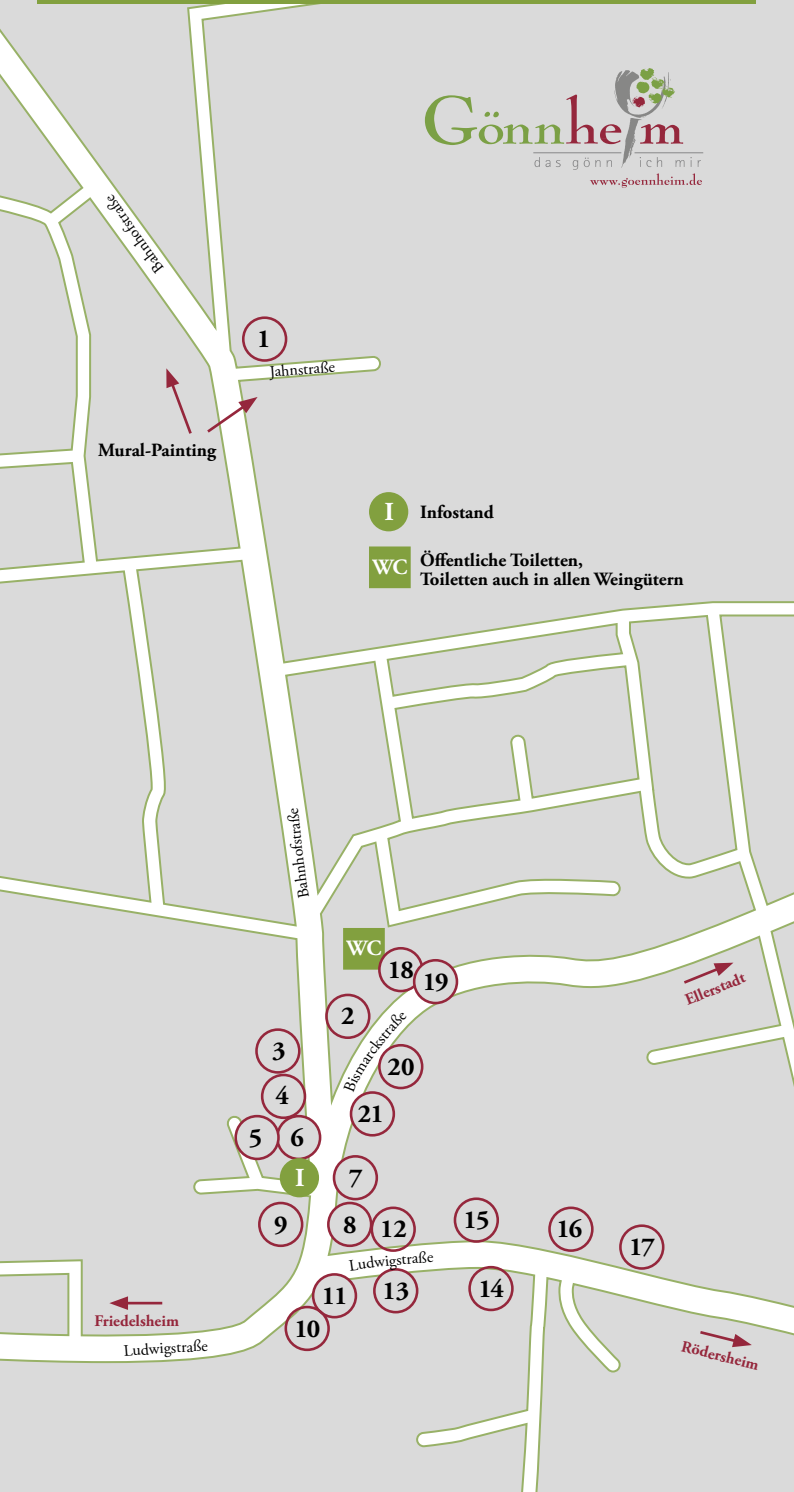 Gönnheim
das gönn ich mir
www.goennheim.de
Bahnhofstraße
1
Jahnstraße
Mural-Painting
I Infostand
WC Öffentliche Toiletten,
Toiletten auch in allen Weingütern
Bahnhofstraße
WC
18
19
Ellerstadt
2
Bismarckstraße
3
20
4
21
5
6
I
7
9
8
12
15
16
17
Ludwigstraße
11
13
14
10
Friedelsheim
Ludwigstraße
Rödersheim